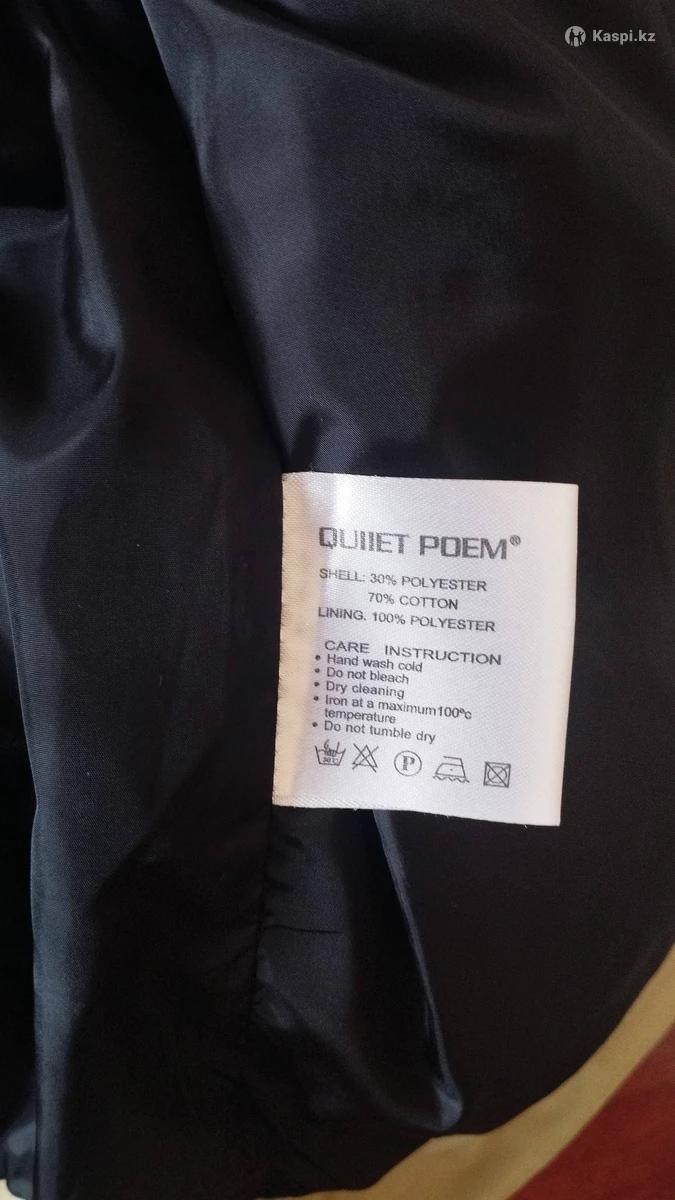 Kaspi.kz
QUIIET POEM®
SHELL: 30% POLYESTER
70% COTTON
LINING. 100% POLYESTER
CARE INSTRUCTION
• Hand wash cold
• Do not bleach
• Dry cleaning
• Iron at a maximum100ºc
temperature
• Do not tumble dry
30℃
P